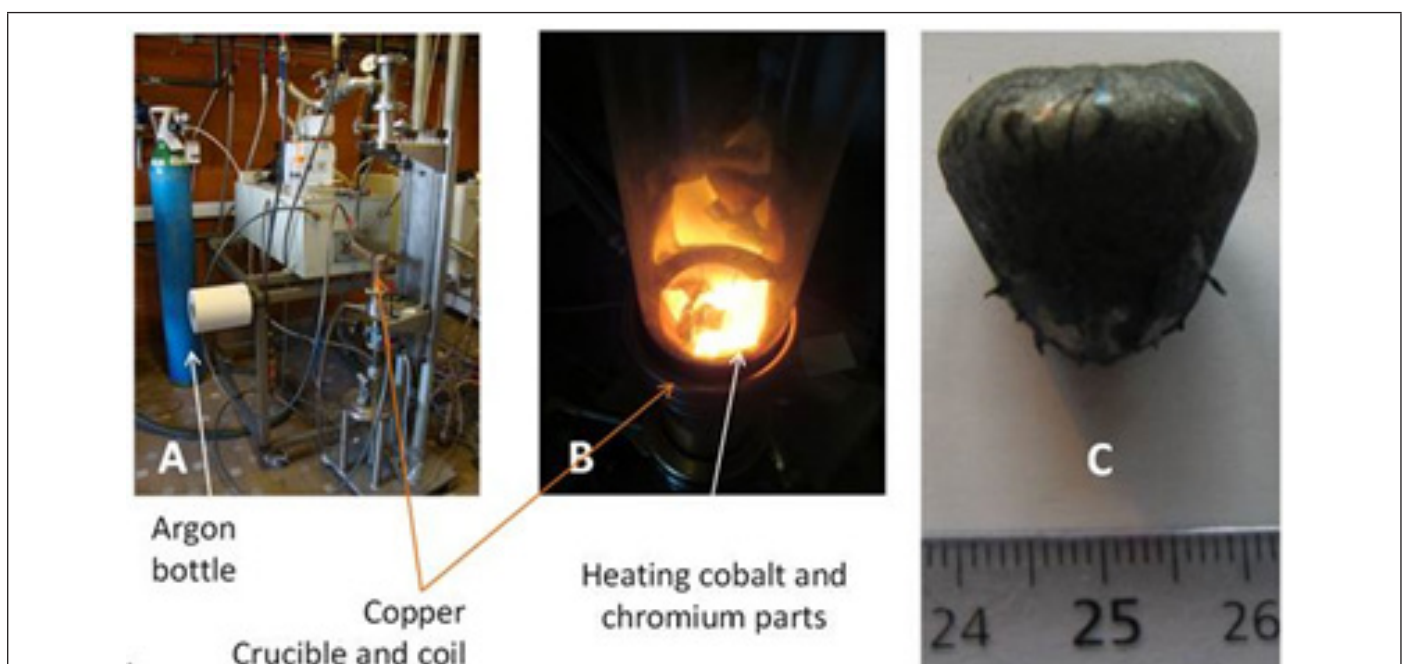 A
B
C
Argon
bottle
Copper
Crucible and coil
Heating cobalt and
chromium parts
24 25 26